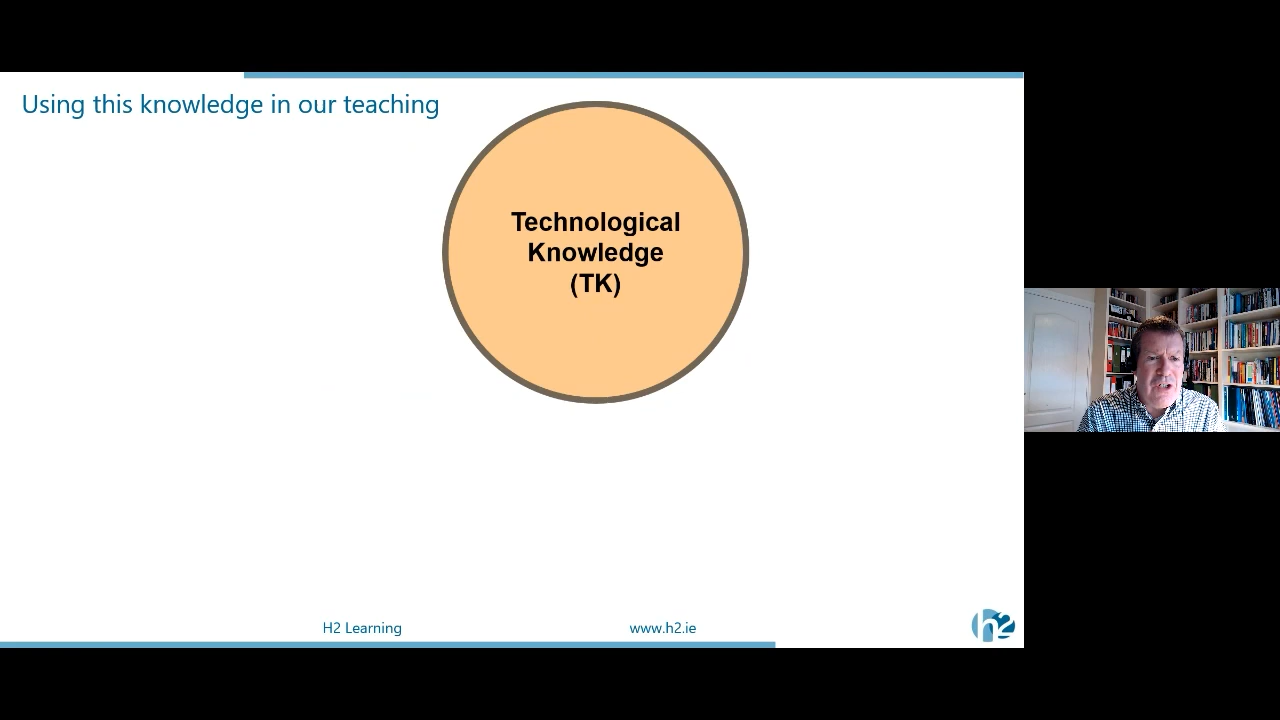 Using this knowledge in our teaching
Technological
Knowledge
(TK)
H2 Learning
www.h2.ie
h2